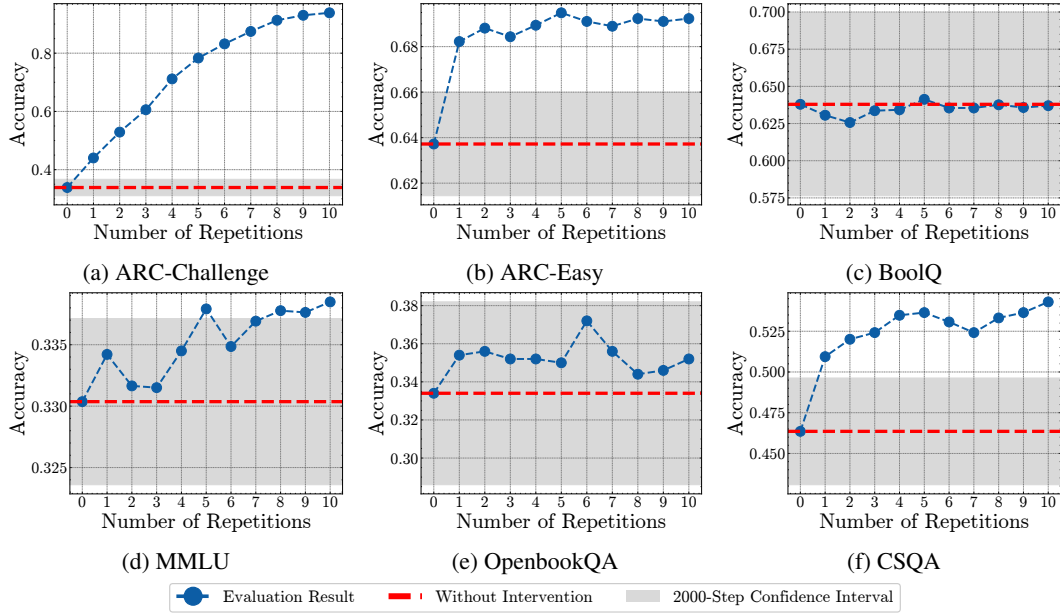 0.8
0.6
0.4
Accuracy
0 1 2 3 4 5 6 7 8 9 10
Number of Repetitions
(a) ARC-Challenge
0.68
0.66
0.64
0.62
Accuracy
0 1 2 3 4 5 6 7 8 9 10
Number of Repetitions
(b) ARC-Easy
0.700
0.675
0.650
0.625
0.600
0.575
Accuracy
0 1 2 3 4 5 6 7 8 9 10
Number of Repetitions
(c) BoolQ
0.335
0.330
0.325
Accuracy
0 1 2 3 4 5 6 7 8 9 10
Number of Repetitions
(d) MMLU
0.38
0.36
0.34
0.32
0.30
Accuracy
0 1 2 3 4 5 6 7 8 9 10
Number of Repetitions
(e) OpenbookQA
0.525
0.500
0.475
0.450
Accuracy
0 1 2 3 4 5 6 7 8 9 10
Number of Repetitions
(f) CSQA
Evaluation Result
Without Intervention
2000-Step Confidence Interval